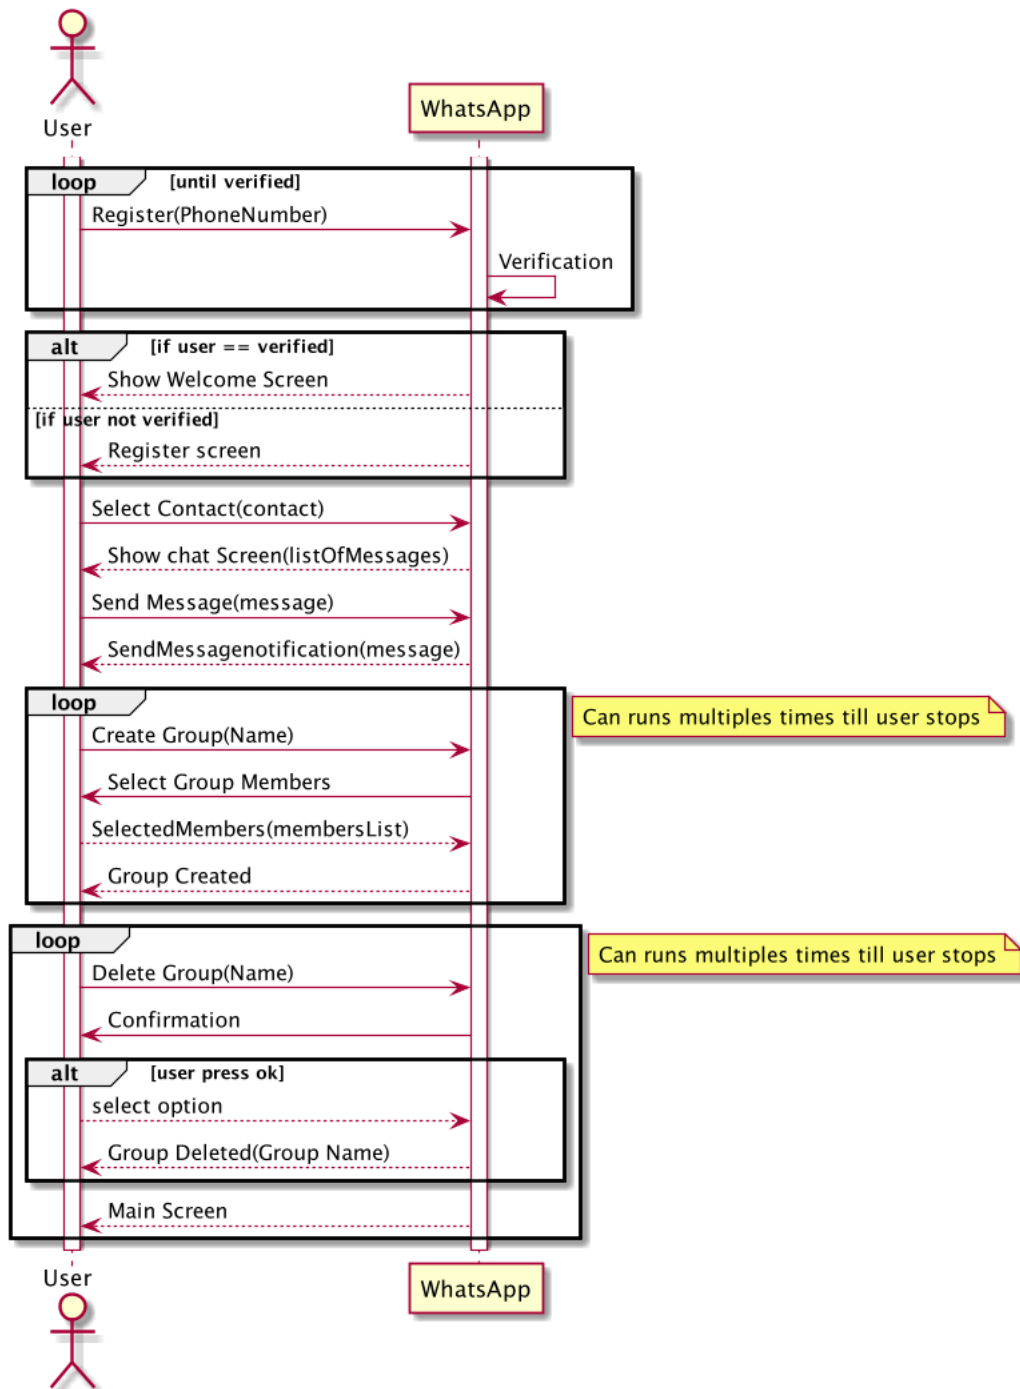 User
WhatsApp
loop [until verified]
Register(PhoneNumber)
Verification
alt [if user == verified]
Show Welcome Screen
[if user not verified]
Register screen
Select Contact(contact)
Show chat Screen(listOfMessages)
Send Message(message)
SendMessagenotification(message)
loop
Can runs multiples times till user stops
Create Group(Name)
Select Group Members
SelectedMembers(membersList)
Group Created
loop
Can runs multiples times till user stops
Delete Group(Name)
Confirmation
alt [user press ok]
select option
Group Deleted(Group Name)
Main Screen
User
WhatsApp